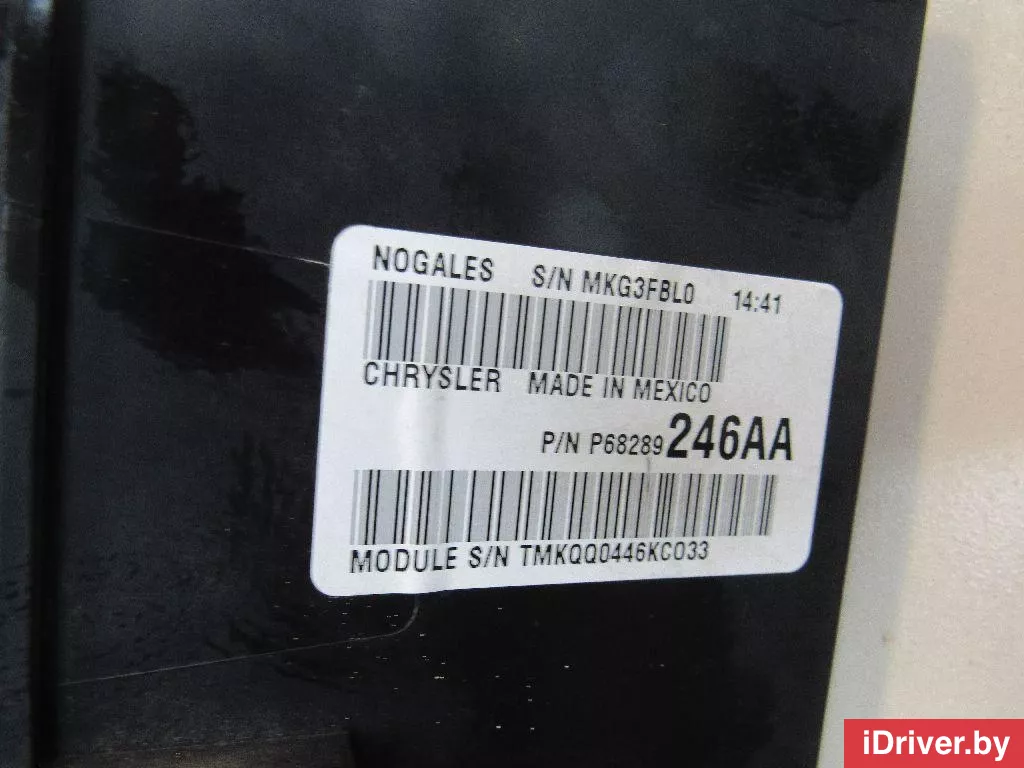 NOGALES S/N MKG3FBL0 14:41
CHRYSLER MADE IN MEXICO
P/N P68289246AA
MODULE S/N TMKQQ0446KC033
iDriver.by